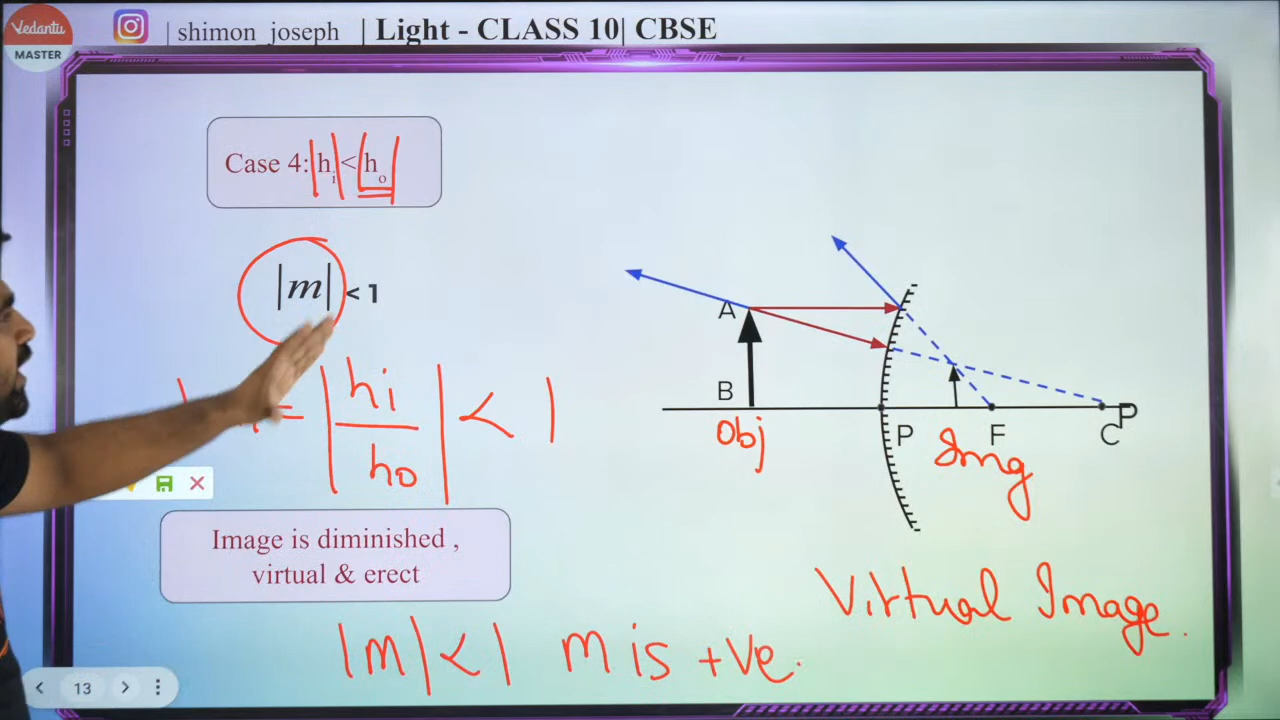 Vedantu
MASTER
| shimon_joseph | Light - CLASS 10| CBSE
Case 4: |hi| < |ho|
|m| < 1
= |hi/ho| < 1
Image is diminished ,
virtual & erect
|m| < 1 m is +ve.
A
B
Obj
P
Img
F
C
P
Virtual Image.
13